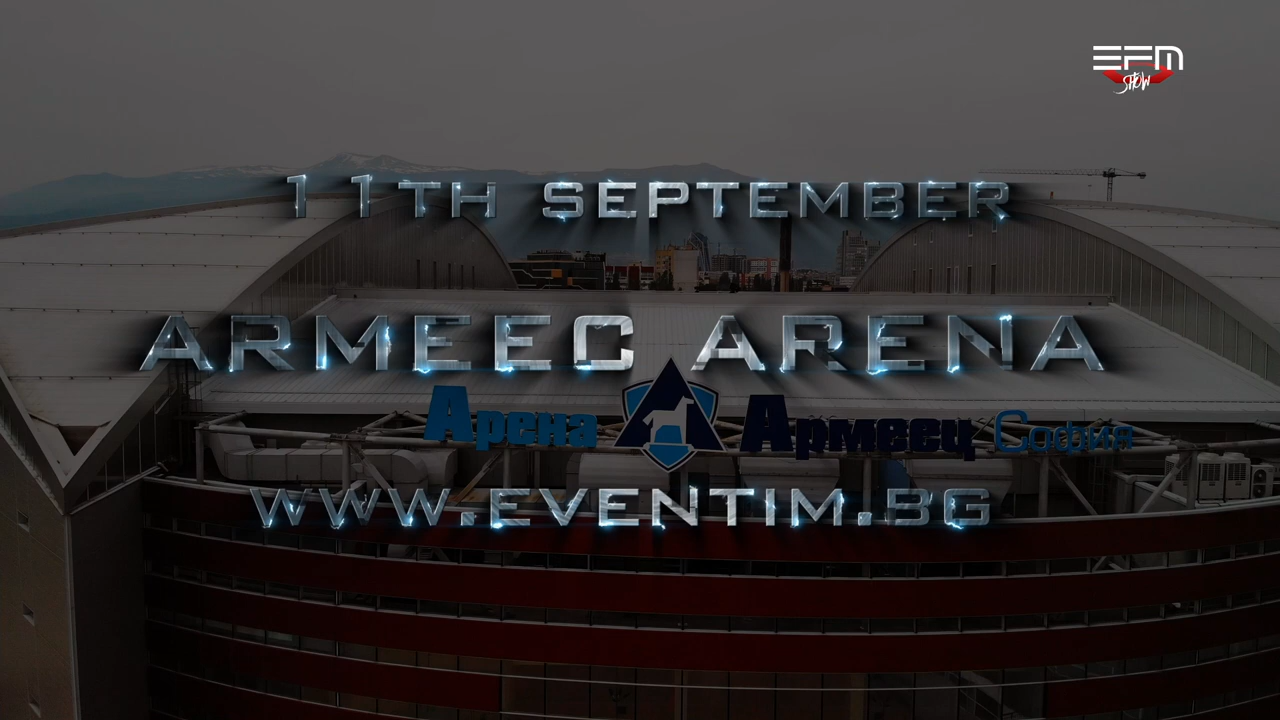 EFM
SHOW
11TH SEPTEMBER
ARMEEC ARENA
Арена Армеец София
WWW.EVENTIM.BG